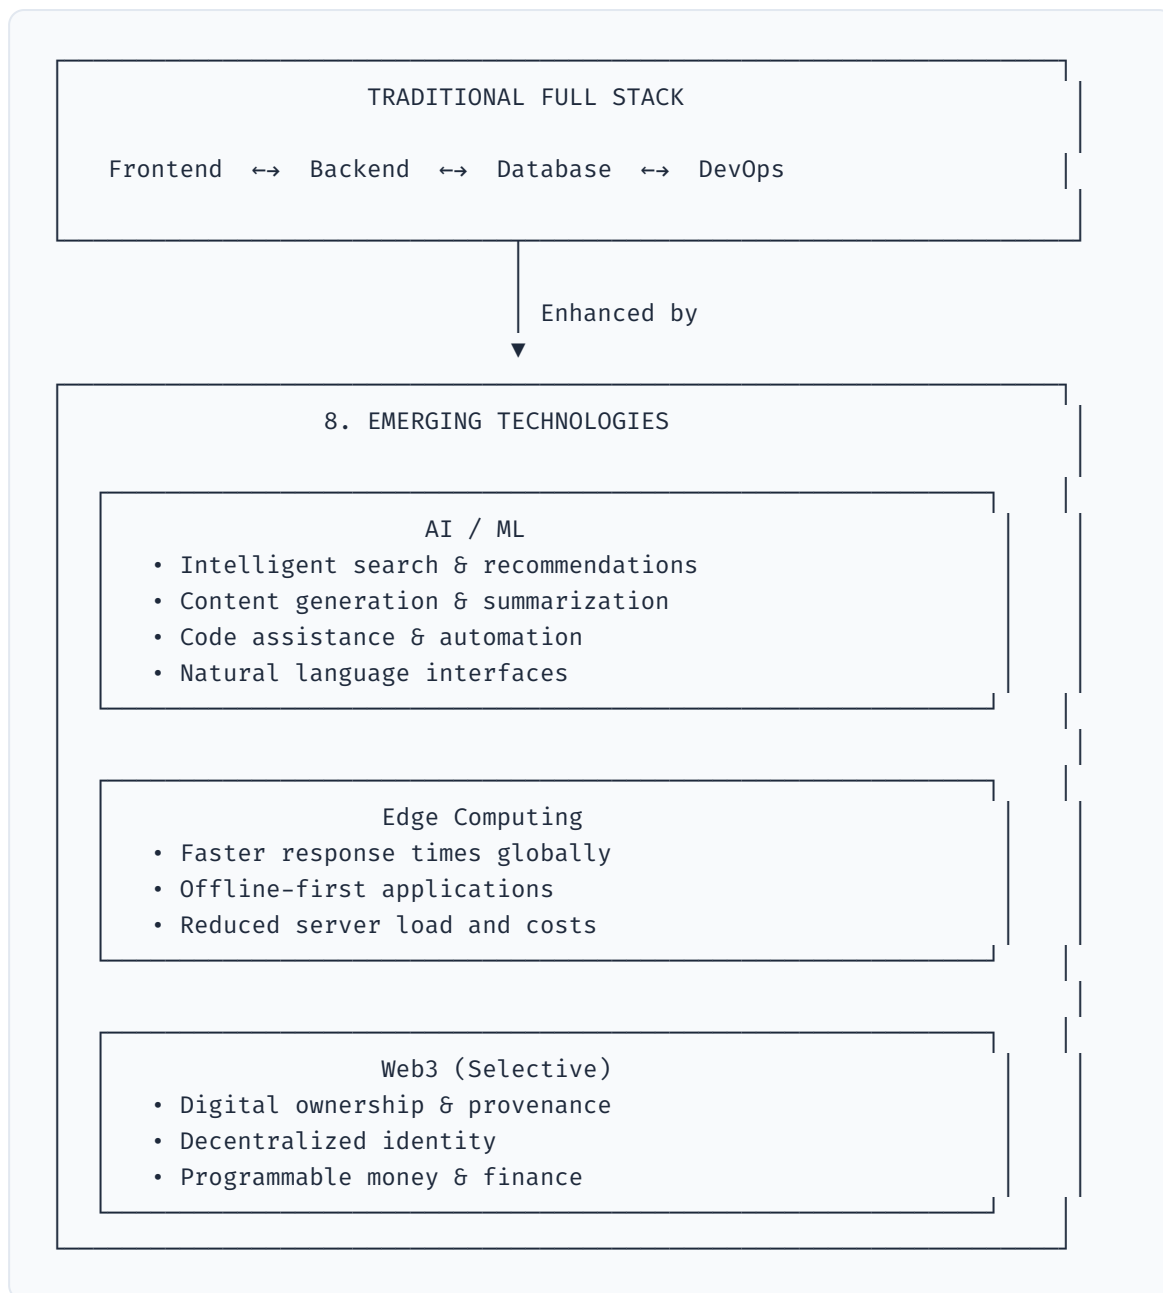 TRADITIONAL FULL STACK
Frontend ←→ Backend ←→ Database ←→ DevOps
Enhanced by
▼
8. EMERGING TECHNOLOGIES
AI / ML
• Intelligent search & recommendations
• Content generation & summarization
• Code assistance & automation
• Natural language interfaces
Edge Computing
• Faster response times globally
• Offline-first applications
• Reduced server load and costs
Web3 (Selective)
• Digital ownership & provenance
• Decentralized identity
• Programmable money & finance